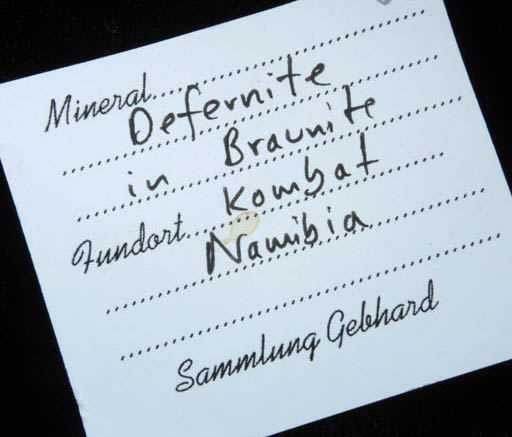 Mineral Defernite
in Braunite
Fundort Kombat
Namibia
Sammlung Gebhard